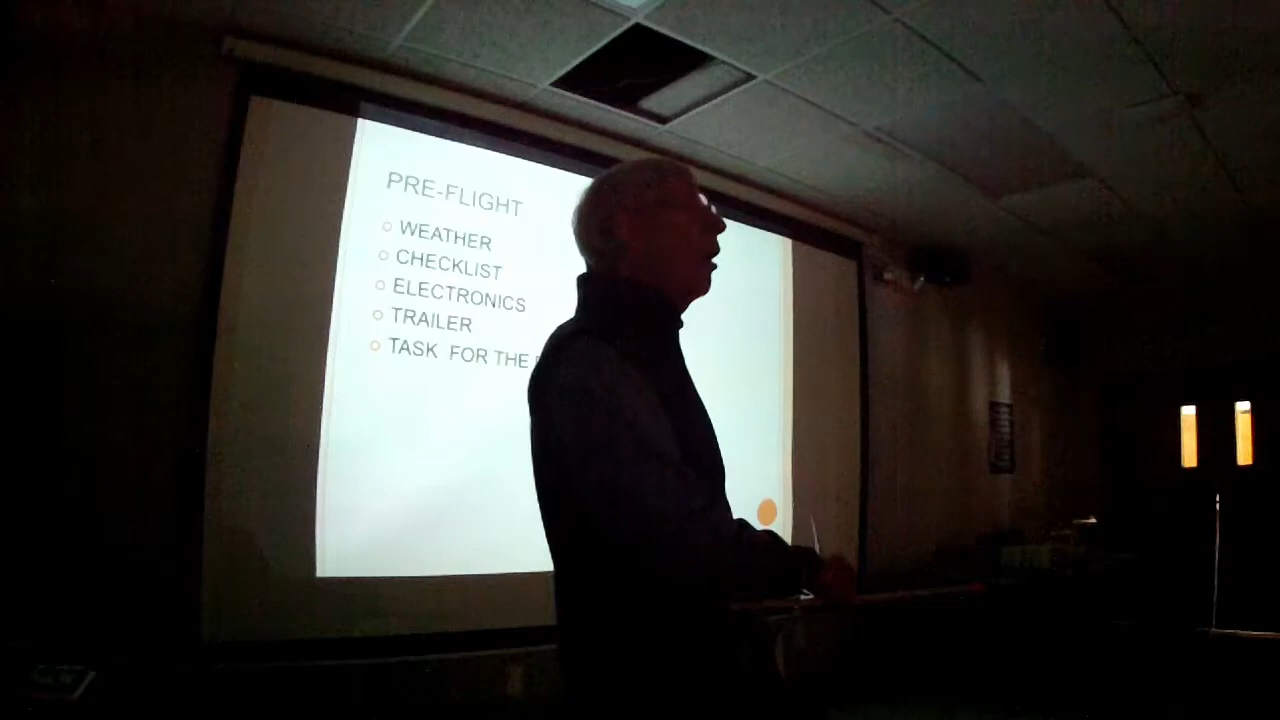 PRE-FLIGHT
WEATHER
CHECKLIST
ELECTRONICS
TRAILER
TASK FOR THE